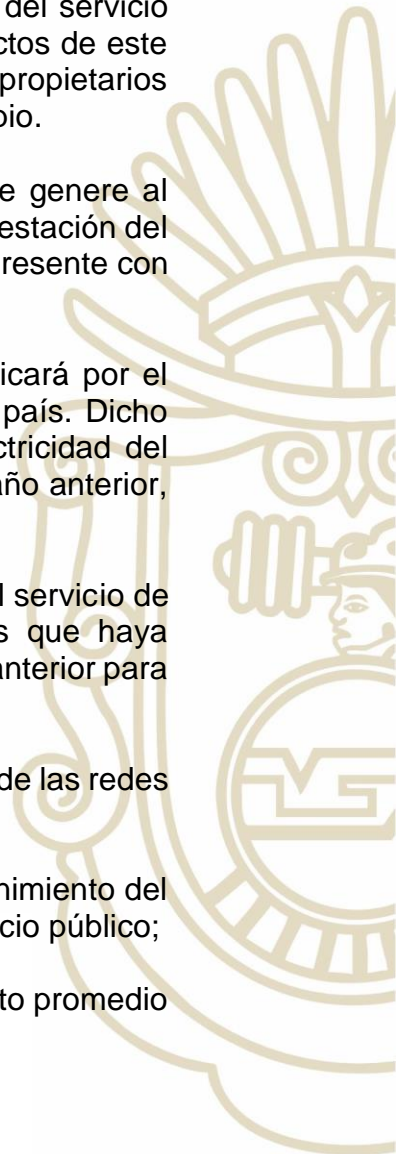 del servicio
ctos de este
propietarios
pio.
e genere al
estación del
resente con
icará por el
país. Dicho
ctricidad del
año anterior,
l servicio de
s que haya
anterior para
de las redes
nimiento del
cio público;
to promedio